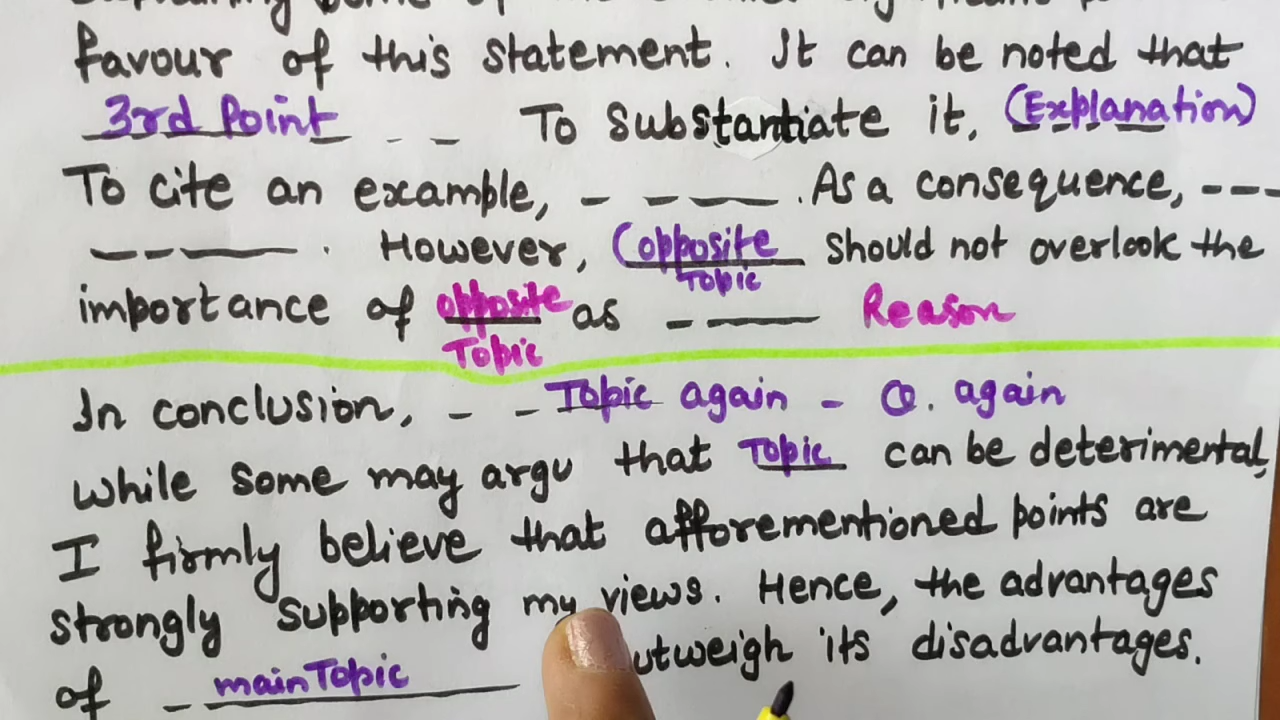 favour of this statement. It can be noted that
3rd Point - - To substantiate it, (Explanation)
To cite an example, - - --- . As a consequence, ---
----- . However, (opposite Topic should not overlook the
importance of opposite Topic as - --- Reason
In conclusion, - - Topic again - Q. again
while some may argu that Topic can be deterimental,
I firmly believe that afforementioned points are
strongly supporting my views. Hence, the advantages
of - mainTopic utweigh its disadvantages.